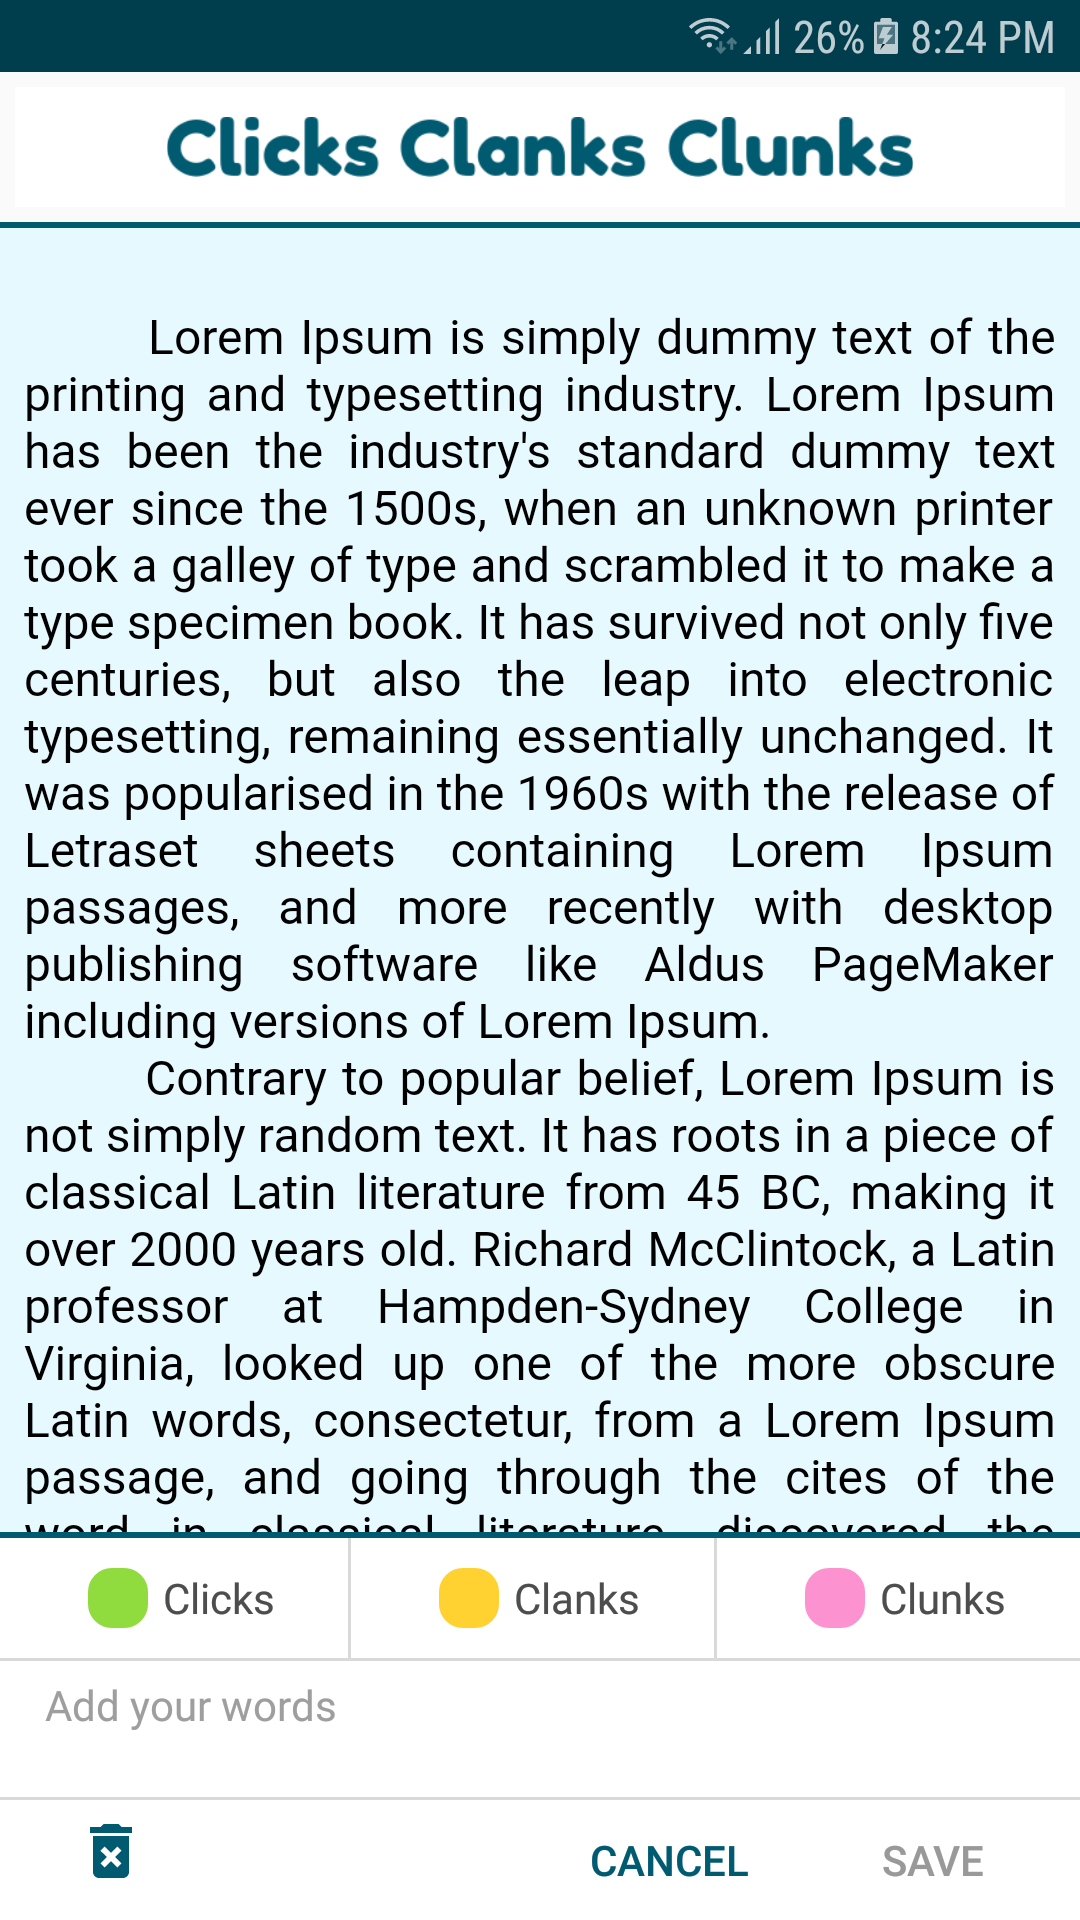 26% 8:24 PM
Clicks Clanks Clunks
Lorem Ipsum is simply dummy text of the
printing and typesetting industry. Lorem Ipsum
has been the industry's standard dummy text
ever since the 1500s, when an unknown printer
took a galley of type and scrambled it to make a
type specimen book. It has survived not only five
centuries, but also the leap into electronic
typesetting, remaining essentially unchanged. It
was popularised in the 1960s with the release of
Letraset sheets containing Lorem Ipsum
passages, and more recently with desktop
publishing software like Aldus PageMaker
including versions of Lorem Ipsum.
Contrary to popular belief, Lorem Ipsum is
not simply random text. It has roots in a piece of
classical Latin literature from 45 BC, making it
over 2000 years old. Richard McClintock, a Latin
professor at Hampden-Sydney College in
Virginia, looked up one of the more obscure
Latin words, consectetur, from a Lorem Ipsum
passage, and going through the cites of the
word in classical literature, discovered the
Clicks Clanks Clunks
Add your words
CANCEL SAVE